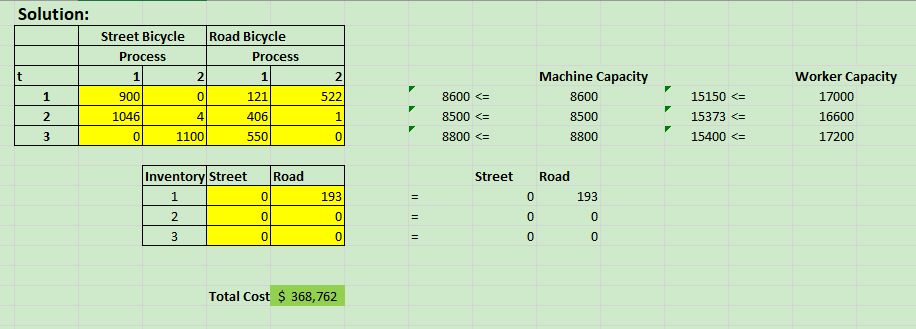 Solution:
Street Bicycle Road Bicycle
Process Process
t 1 2 1 2 Machine Capacity Worker Capacity
1 900 0 121 522 8600 <= 8600 15150 <= 17000
2 1046 4 406 1 8500 <= 8500 15373 <= 16600
3 0 1100 550 0 8800 <= 8800 15400 <= 17200
Inventory Street Road Street Road
1 0 193 = 0 193
2 0 0 = 0 0
3 0 0 = 0 0
Total Cost $ 368,762